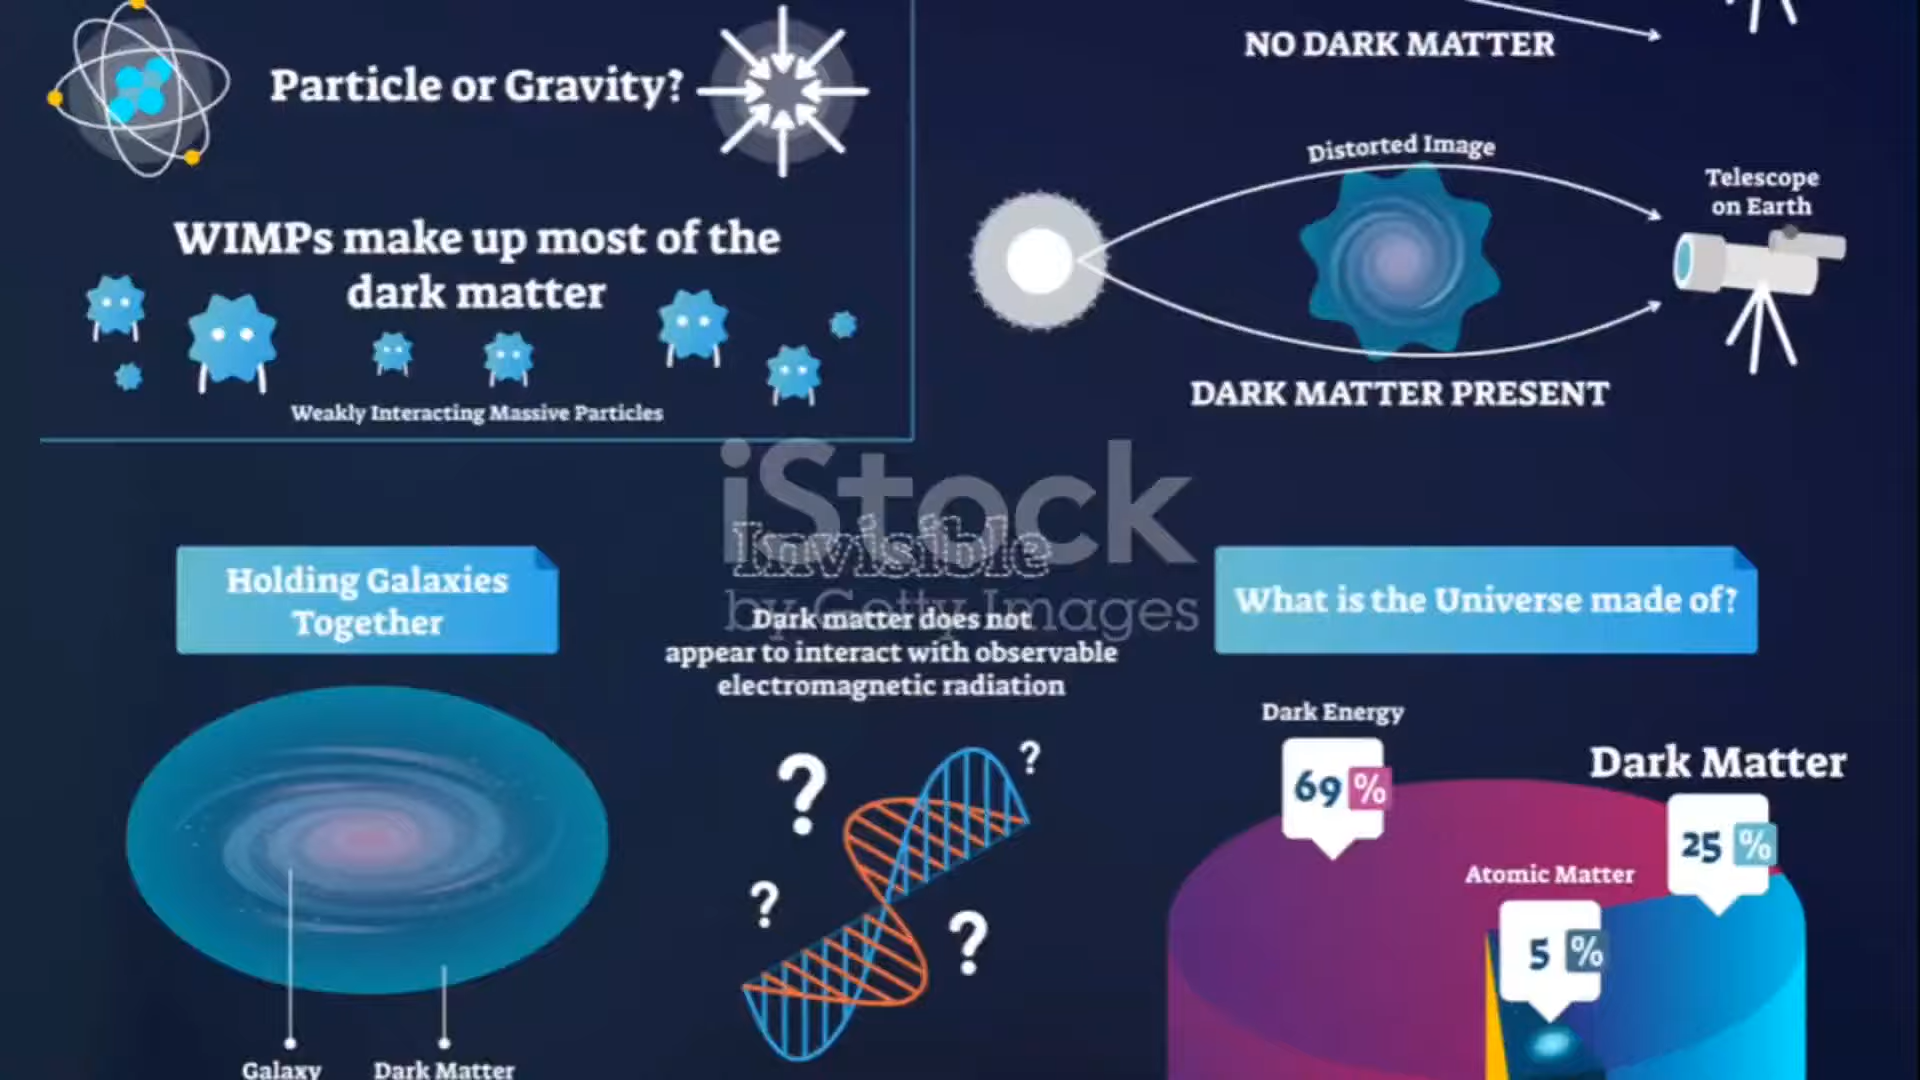 Particle or Gravity?
WIMPs make up most of the
dark matter
Weakly Interacting Massive Particles
NO DARK MATTER
Distorted Image
Telescope
on Earth
DARK MATTER PRESENT
iStock
by Getty Images
Holding Galaxies
Together
Galaxy
Dark Matter
Invisible
Dark matter does not
appear to interact with observable
electromagnetic radiation
?
?
?
?
What is the Universe made of?
Dark Energy
69 %
Dark Matter
25 %
Atomic Matter
5 %